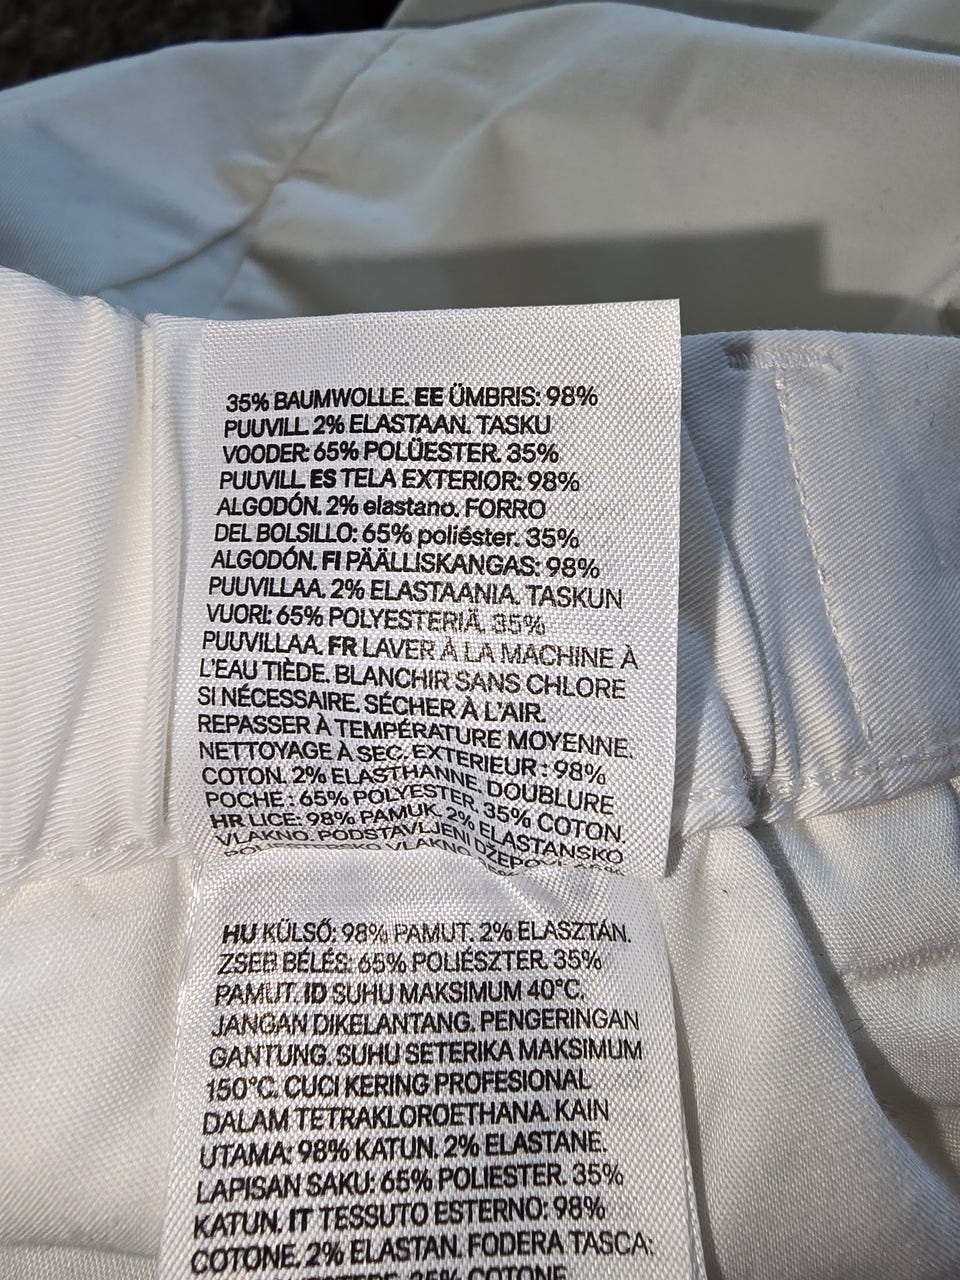 35% BAUMWOLLE. EE ÜMBRIS: 98%
PUUVILL. 2% ELASTAAN. TASKU
VOODER: 65% POLÜESTER. 35%
PUUVILL. ES TELA EXTERIOR: 98%
ALGODÓN. 2% elastano. FORRO
DEL BOLSILLO: 65% poliéster. 35%
ALGODÓN. FI PÄÄLLISKANGAS: 98%
PUUVILLAA. 2% ELASTAANIA. TASKUN
VUORI: 65% POLYESTERIÄ. 35%
PUUVILLAA. FR LAVER À LA MACHINE À
L'EAU TIÈDE. BLANCHIR SANS CHLORE
SI NÉCESSAIRE. SÉCHER À L'AIR.
REPASSER À TEMPÉRATURE MOYENNE.
NETTOYAGE À SEC. EXTERIEUR : 98%
COTON. 2% ELASTHANNE. DOUBLURE
POCHE : 65% POLYESTER. 35% COTON.
HR LICE: 98% PAMUK. 2% ELASTANSKO
VLAKNO. PODSTAVLJENI DŽEPOVI:
POLIESTERSKO VLAKNO.
HU KÜLSŐ: 98% PAMUT. 2% ELASZTÁN.
ZSEB BÉLÉS: 65% POLIÉSZTER. 35%
PAMUT. ID SUHU MAKSIMUM 40°C.
JANGAN DIKELANTANG. PENGERINGAN
GANTUNG. SUHU SETERIKA MAKSIMUM
150°C. CUCI KERING PROFESIONAL
DALAM TETRAKLOROETHANA. KAIN
UTAMA: 98% KATUN. 2% ELASTANE.
LAPISAN SAKU: 65% POLIESTER. 35%
KATUN. IT TESSUTO ESTERNO: 98%
COTONE. 2% ELASTAN. FODERA TASCA:
35% COTONE